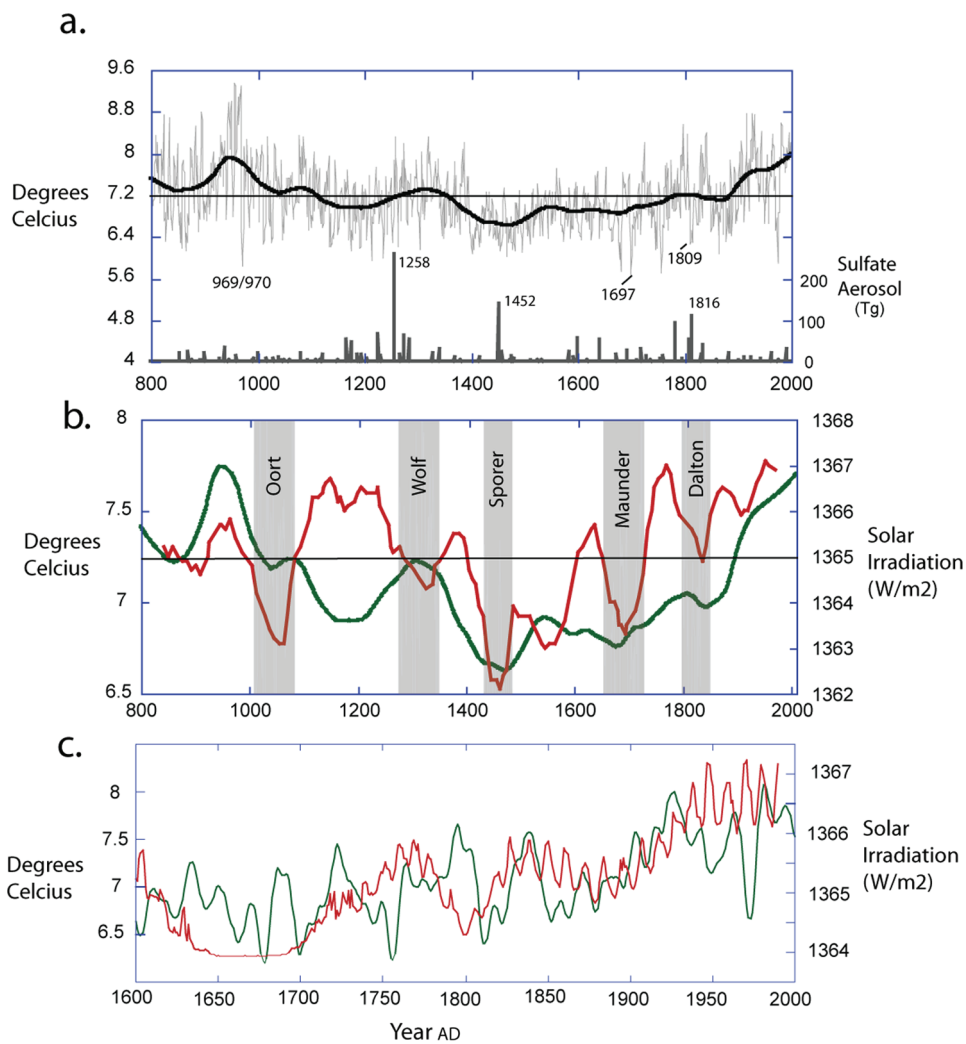 a.
9.6
8.8
8
7.2
6.4
5.6
4.8
4
Degrees
Celcius
969/970
1258
1452
1697
1809
1816
Sulfate
Aerosol
(Tg)
200
100
0
800 1000 1200 1400 1600 1800 2000
b.
8
7.5
7
6.5
Degrees
Celcius
Oort
Wolf
Sporer
Maunder
Dalton
1368
1367
1366
1365
1364
1363
1362
Solar
Irradiation
(W/m2)
800 1000 1200 1400 1600 1800 2000
c.
8
7.5
7
6.5
Degrees
Celcius
1367
1366
1365
1364
Solar
Irradiation
(W/m2)
1600 1650 1700 1750 1800 1850 1900 1950 2000
Year AD